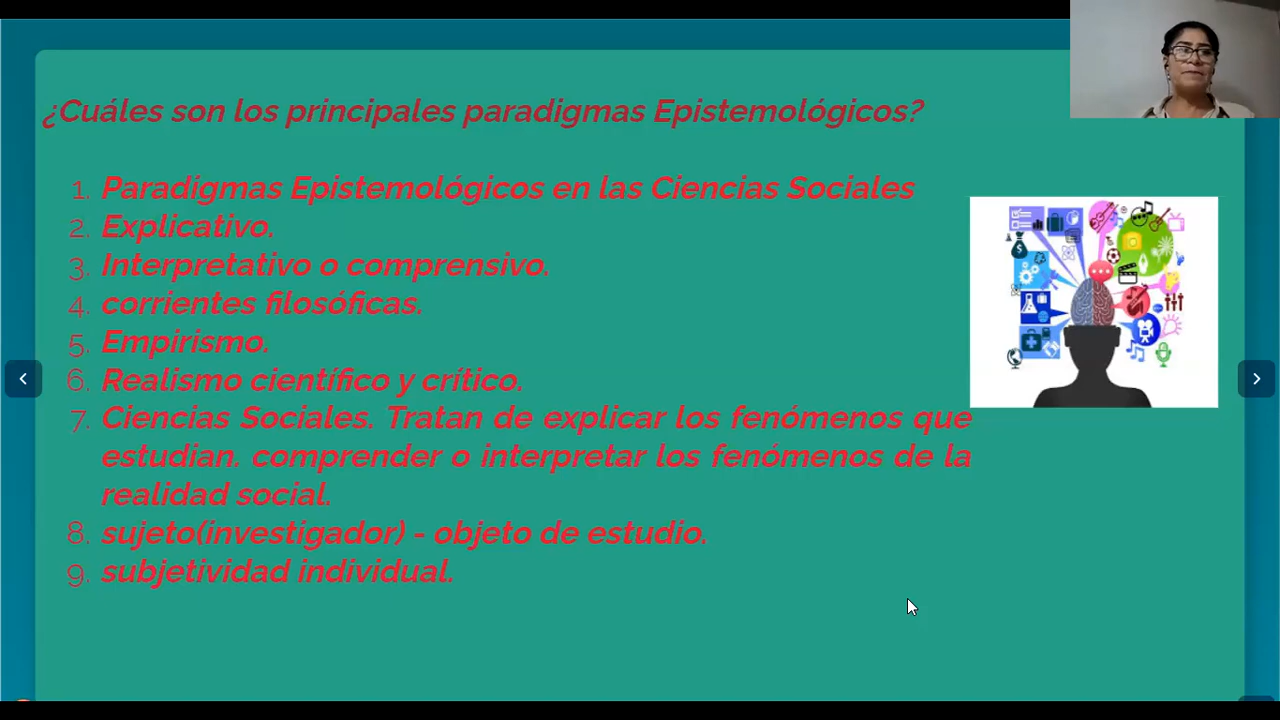 ¿Cuáles son los principales paradigmas Epistemológicos?
1. Paradigmas Epistemológicos en las Ciencias Sociales
2. Explicativo.
3. Interpretativo o comprensivo.
4. corrientes filosóficas.
5. Empirismo.
6. Realismo científico y crítico.
7. Ciencias Sociales. Tratan de explicar los fenómenos que
estudian. comprender o interpretar los fenómenos de la
realidad social.
8. sujeto(investigador) - objeto de estudio.
9. subjetividad individual.